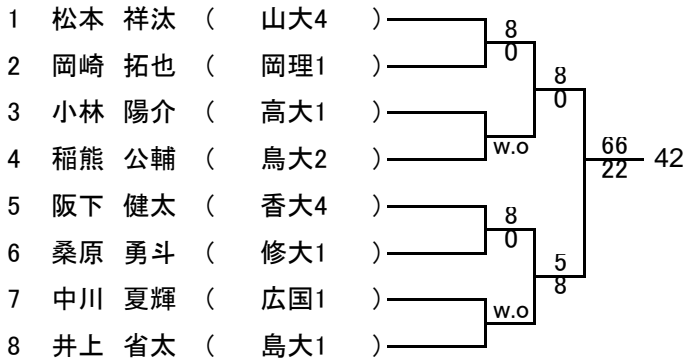 1 松本 祥汰 ( 山大4 )
8
0
2 岡崎 拓也 ( 岡理1 )
8
0
3 小林 陽介 ( 高大1 )
w.o
66
22
42
4 稲熊 公輔 ( 鳥大2 )
5 阪下 健太 ( 香大4 )
8
0
6 桑原 勇斗 ( 修大1 )
5
8
7 中川 夏輝 ( 広国1 )
w.o
8 井上 省太 ( 島大1 )